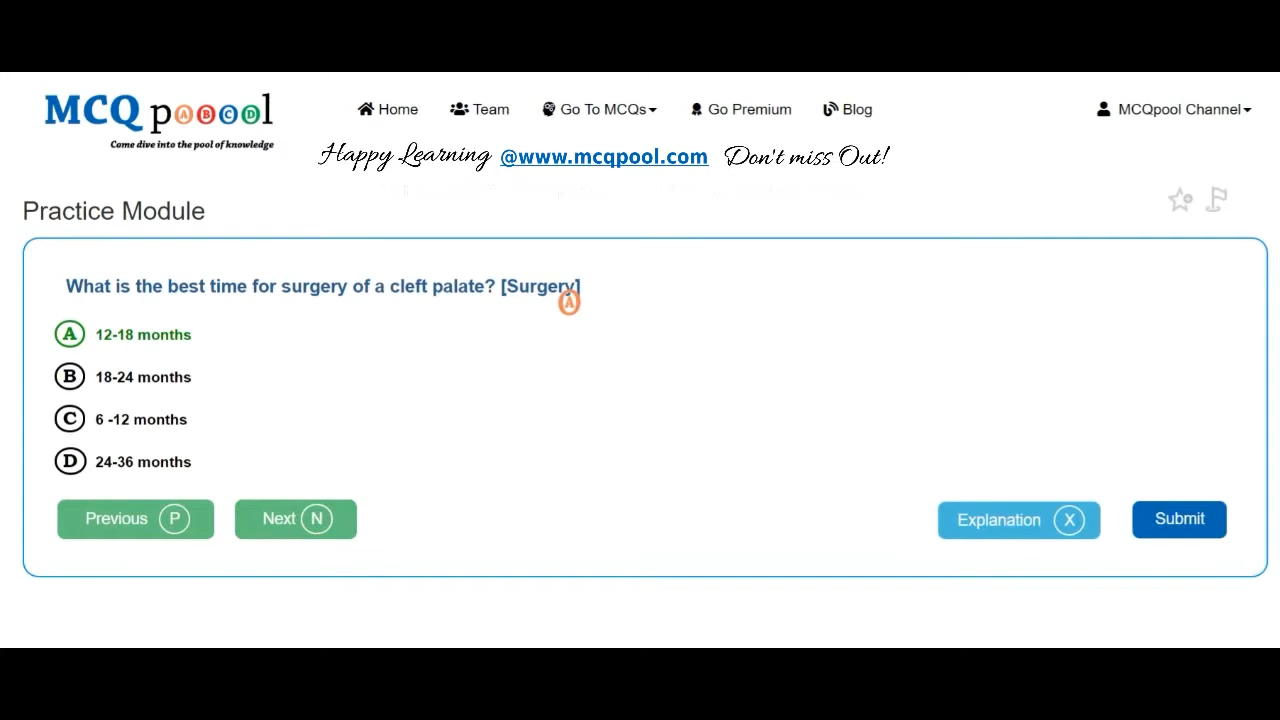 MCQ pooool
Come dive into the pool of knowledge
Home Team Go To MCQs Go Premium Blog MCQpool Channel
Happy Learning @www.mcqpool.com Don't miss Out!
Practice Module
What is the best time for surgery of a cleft palate? [Surgery]
A
A 12-18 months
B 18-24 months
C 6 -12 months
D 24-36 months
Previous P Next N Explanation X Submit